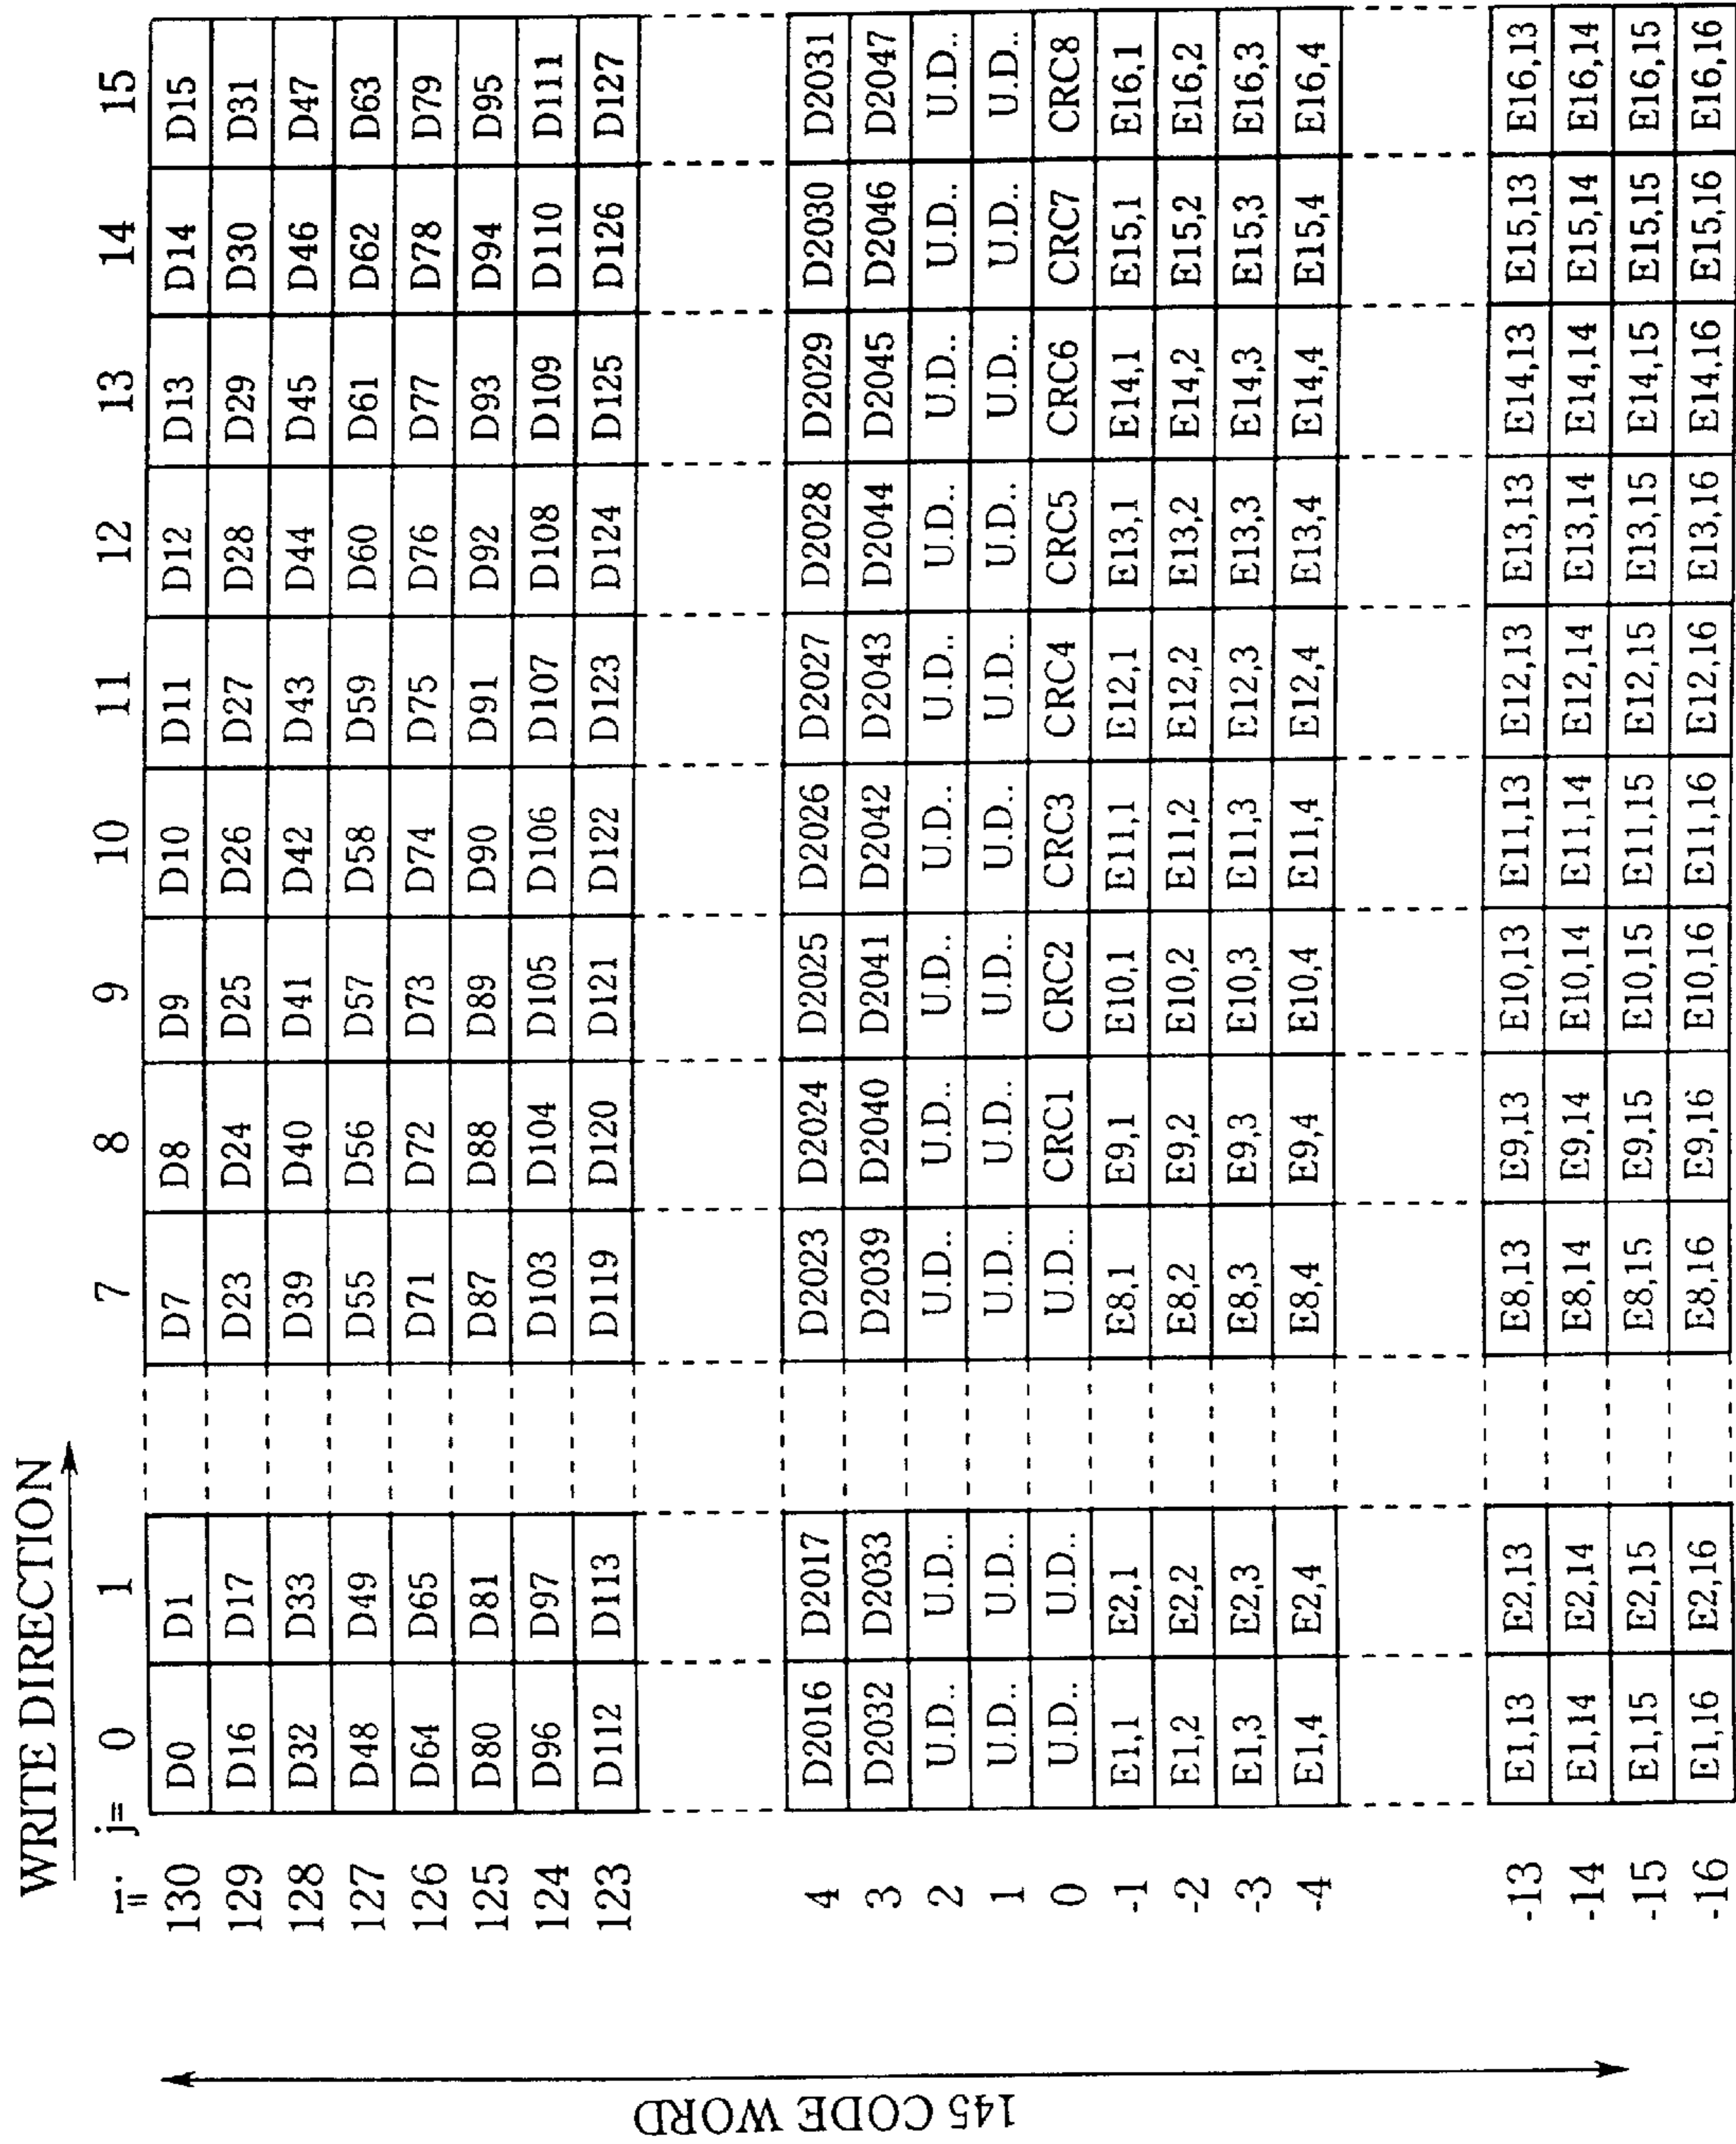 WRITE DIRECTION
j= 0 1 7 8 9 10 11 12 13 14 15
i=
130 D0 D1 D7 D8 D9 D10 D11 D12 D13 D14 D15
129 D16 D17 D23 D24 D25 D26 D27 D28 D29 D30 D31
128 D32 D33 D39 D40 D41 D42 D43 D44 D45 D46 D47
127 D48 D49 D55 D56 D57 D58 D59 D60 D61 D62 D63
126 D64 D65 D71 D72 D73 D74 D75 D76 D77 D78 D79
125 D80 D81 D87 D88 D89 D90 D91 D92 D93 D94 D95
124 D96 D97 D103 D104 D105 D106 D107 D108 D109 D110 D111
123 D112 D113 D119 D120 D121 D122 D123 D124 D125 D126 D127
4 D2016 D2017 D2023 D2024 D2025 D2026 D2027 D2028 D2029 D2030 D2031
3 D2032 D2033 D2039 D2040 D2041 D2042 D2043 D2044 D2045 D2046 D2047
2 U.D.. U.D.. U.D.. U.D.. U.D.. U.D.. U.D.. U.D.. U.D.. U.D.. U.D..
1 U.D.. U.D.. U.D.. U.D.. U.D.. U.D.. U.D.. U.D.. U.D.. U.D.. U.D..
0 U.D.. U.D.. U.D.. CRC1 CRC2 CRC3 CRC4 CRC5 CRC6 CRC7 CRC8
-1 E1,1 E2,1 E8,1 E9,1 E10,1 E11,1 E12,1 E13,1 E14,1 E15,1 E16,1
-2 E1,2 E2,2 E8,2 E9,2 E10,2 E11,2 E12,2 E13,2 E14,2 E15,2 E16,2
-3 E1,3 E2,3 E8,3 E9,3 E10,3 E11,3 E12,3 E13,3 E14,3 E15,3 E16,3
-4 E1,4 E2,4 E8,4 E9,4 E10,4 E11,4 E12,4 E13,4 E14,4 E15,4 E16,4
-13 E1,13 E2,13 E8,13 E9,13 E10,13 E11,13 E12,13 E13,13 E14,13 E15,13 E16,13
-14 E1,14 E2,14 E8,14 E9,14 E10,14 E11,14 E12,14 E13,14 E14,14 E15,14 E16,14
-15 E1,15 E2,15 E8,15 E9,15 E10,15 E11,15 E12,15 E13,15 E14,15 E15,15 E16,15
-16 E1,16 E2,16 E8,16 E9,16 E10,16 E11,16 E12,16 E13,16 E14,16 E15,16 E16,16
145 CODE WORD